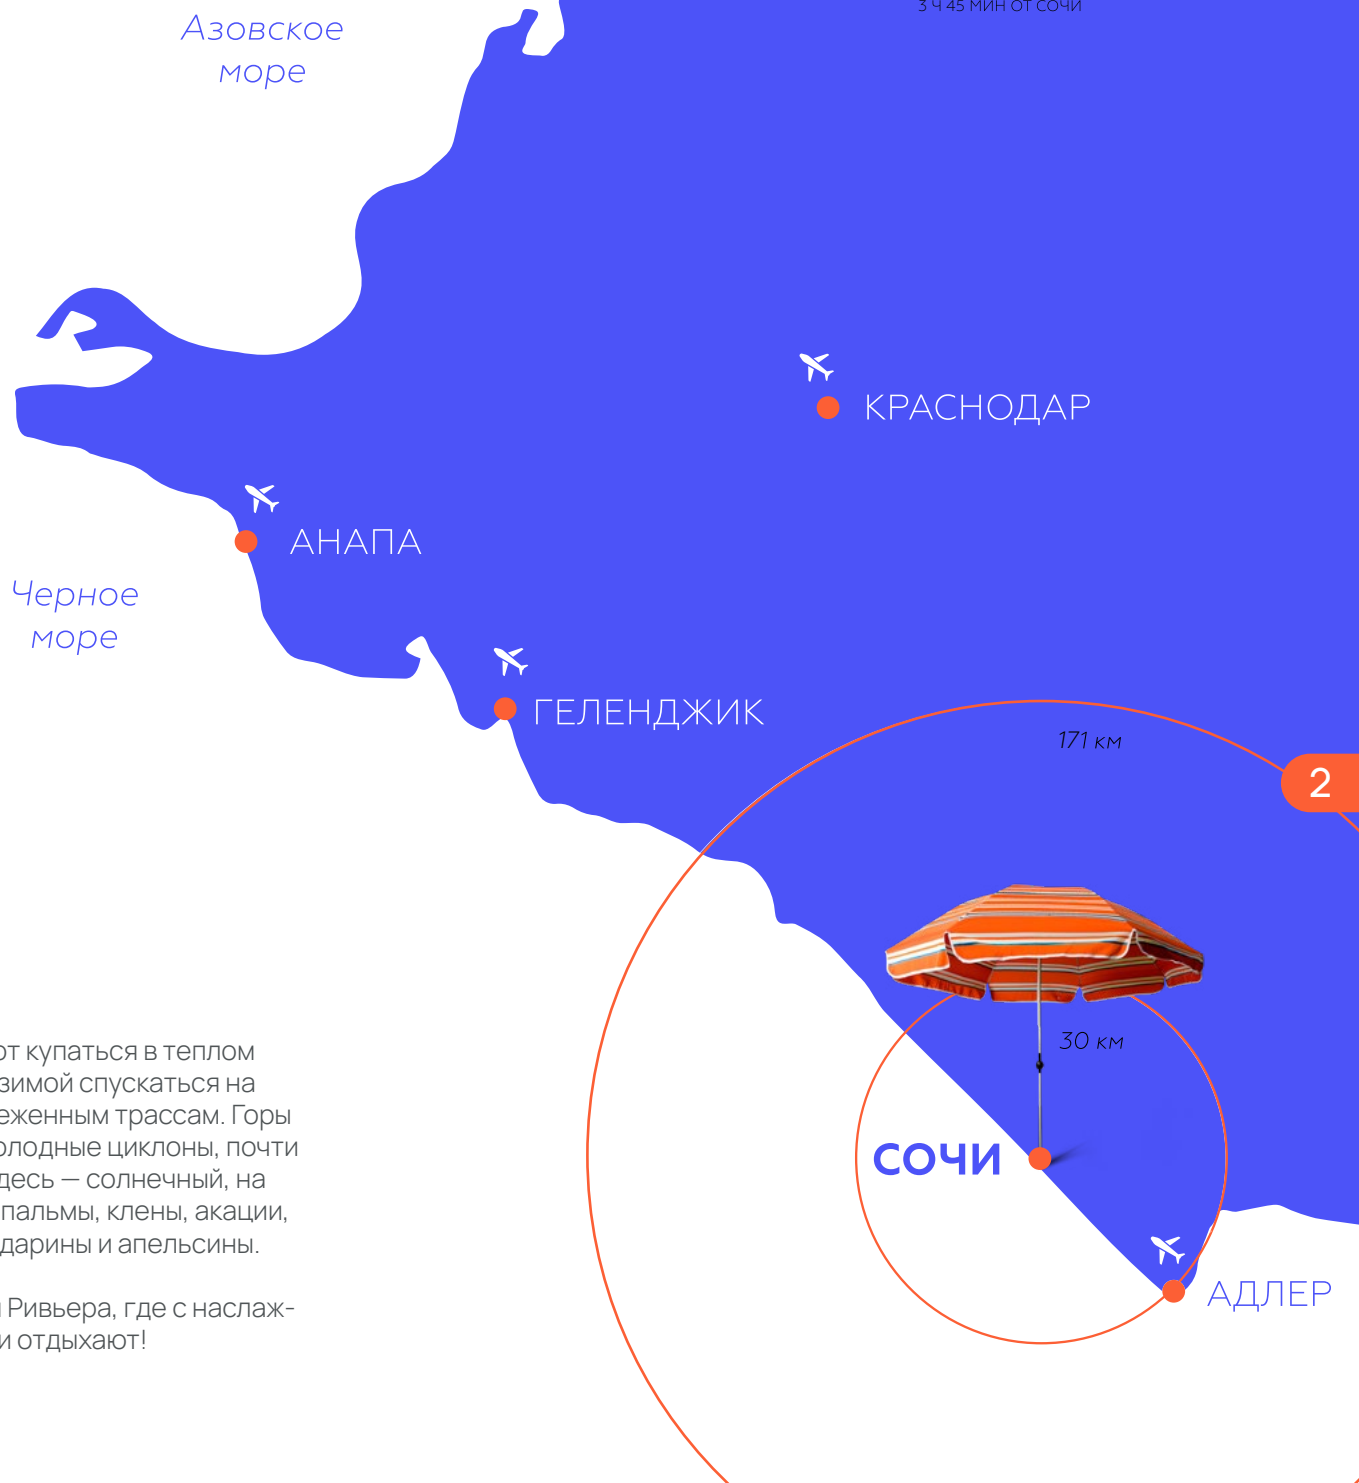 3 Ч 45 МИН ОТ СОЧИ
Азовское
море
КРАСНОДАР
АНАПА
Черное
море
ГЕЛЕНДЖИК
171 км
2
30 км
СОЧИ
АДЛЕР
от купаться в теплом
зимой спускаться на
еженным трассам. Горы
олодные циклоны, почти
десь — солнечный, на
пальмы, клены, акации,
дарины и апельсины.
Ривьера, где с наслаж-
и отдыхают!